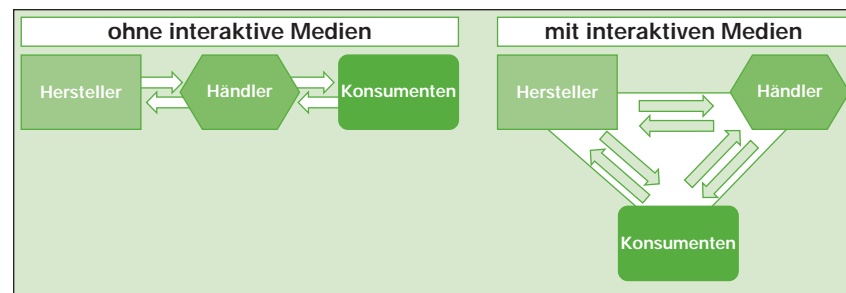 ohne interaktive Medien
Hersteller
Händler
Konsumenten
mit interaktiven Medien
Hersteller
Händler
Konsumenten